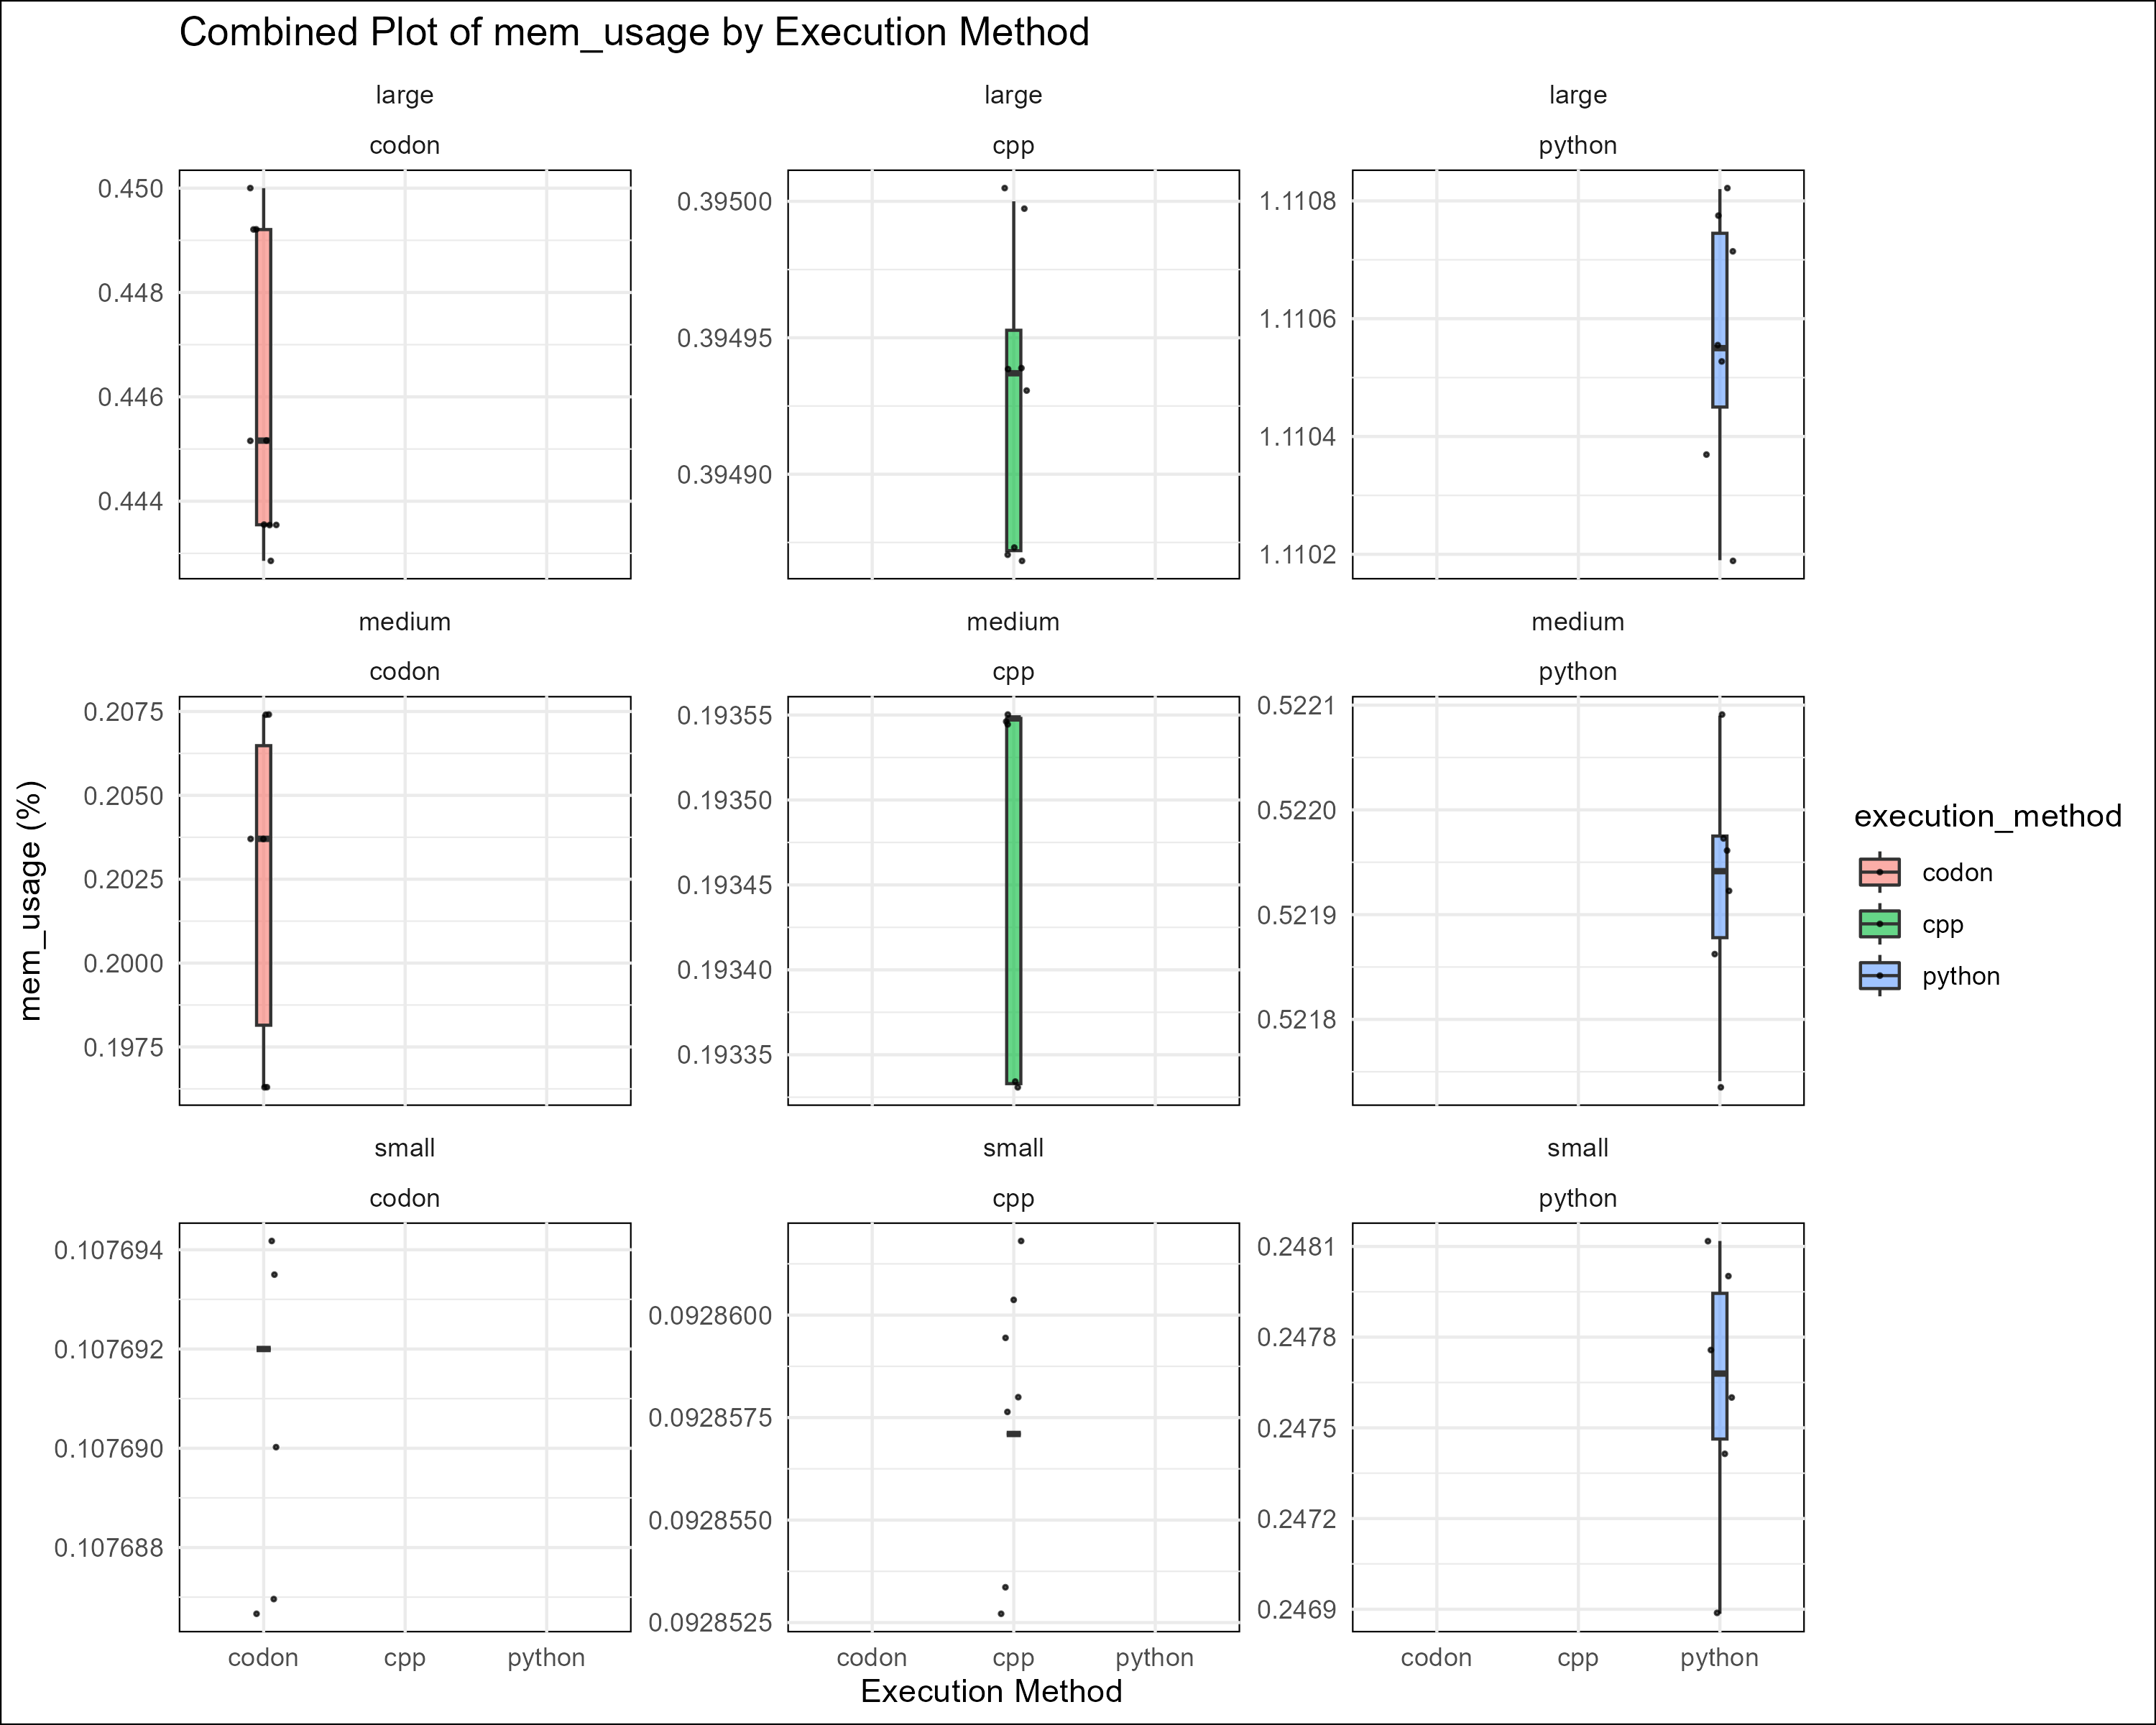 Combined Plot of mem_usage by Execution Method
large
large
large
codon
cpp
python
0.450
0.448
0.446
0.444
0.39500
0.39495
0.39490
1.1108
1.1106
1.1104
1.1102
medium
medium
medium
codon
cpp
python
0.2075
0.2050
0.2025
0.2000
0.1975
0.19355
0.19350
0.19345
0.19340
0.19335
0.5221
0.5220
0.5219
0.5218
small
small
small
codon
cpp
python
0.107694
0.107692
0.107690
0.107688
0.0928600
0.0928575
0.0928550
0.0928525
0.2481
0.2478
0.2475
0.2472
0.2469
codon cpp python
codon cpp python
codon cpp python
Execution Method
mem_usage (%)
execution_method
codon
cpp
python